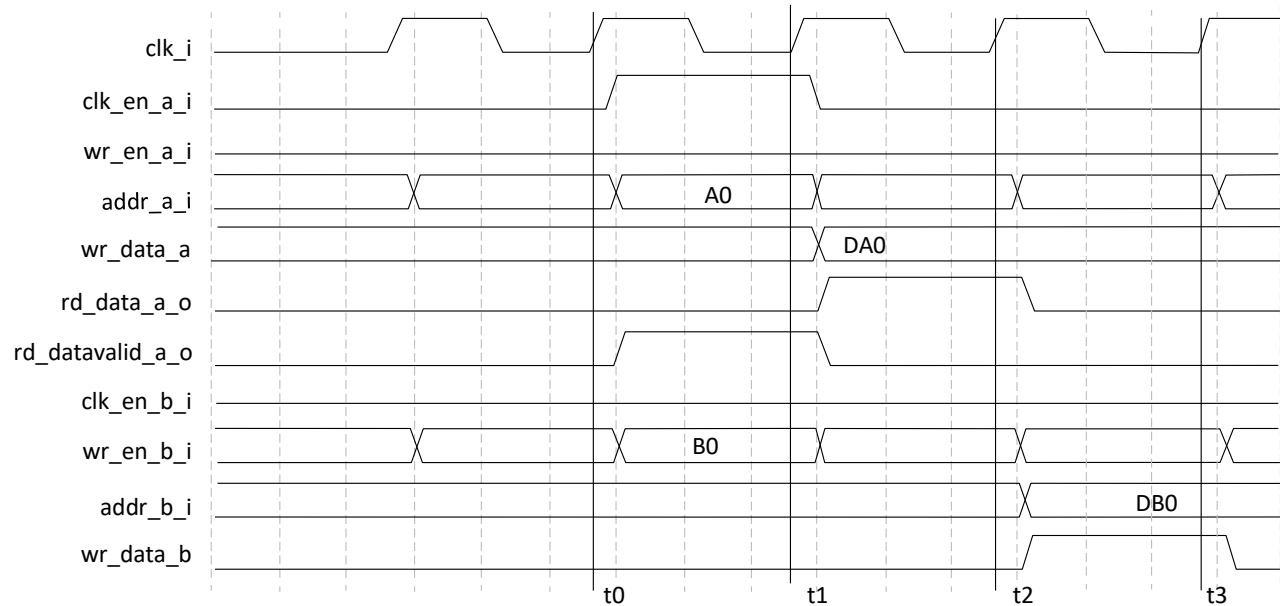 clk_i
clk_en_a_i
wr_en_a_i
addr_a_i
A0
wr_data_a
DA0
rd_data_a_o
rd_datavalid_a_o
clk_en_b_i
wr_en_b_i
B0
addr_b_i
DB0
wr_data_b
t0 t1 t2 t3